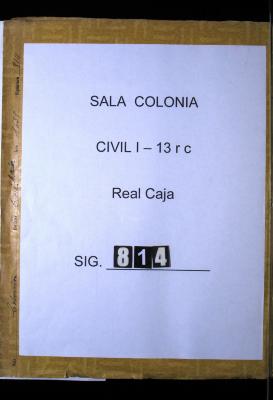 SALA COLONIA
CIVIL I – 13 r c
Real Caja
SIG. 814